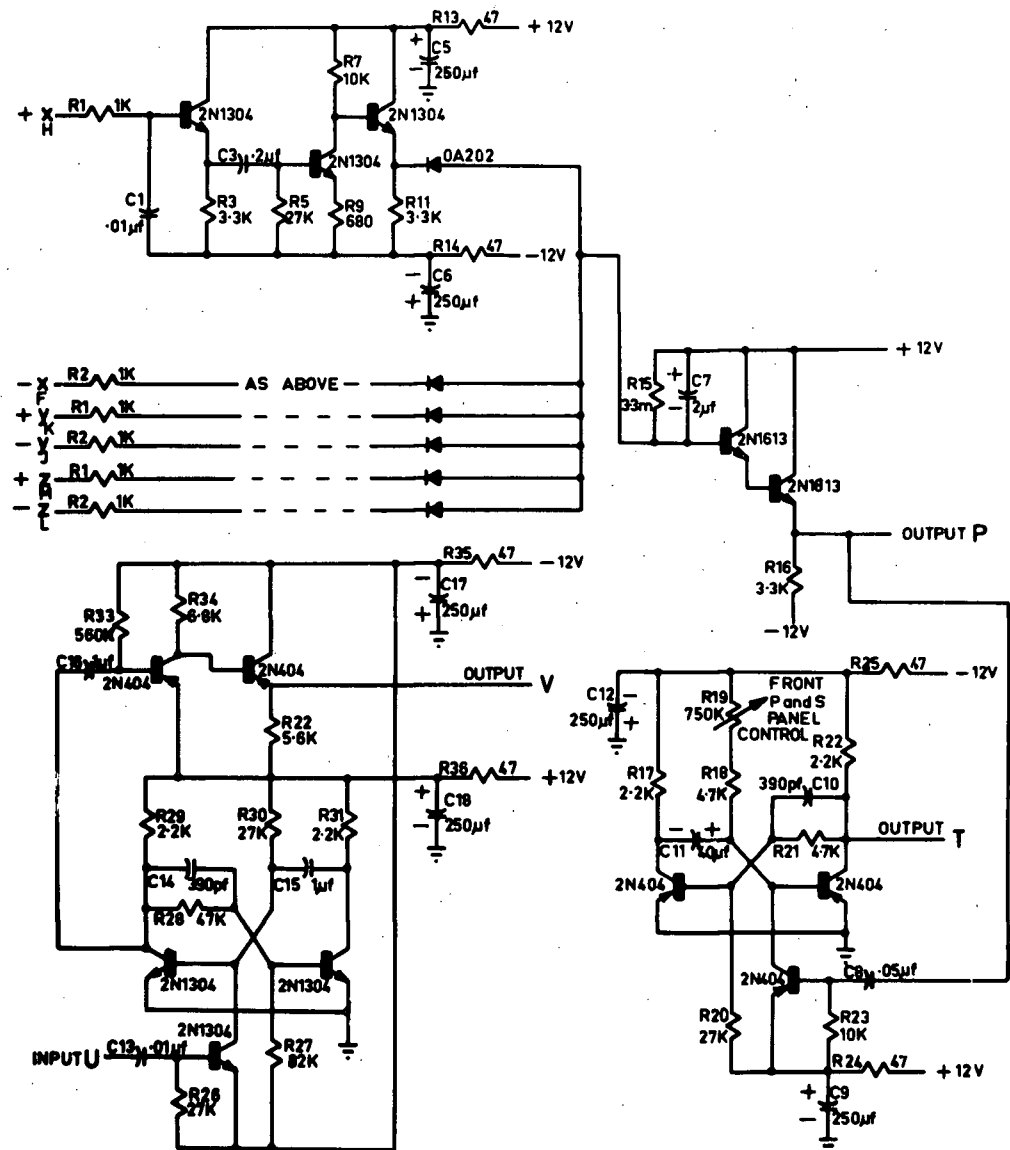 R13 47 + 12V
+ C5
- 250µf
R7
10K
+ X R1 1K
H
2N1304 2N1304
C3 ·2µf 2N1304 OA202
C1
·01µf
R3
3·3K
R5
27K
R9
680
R11
3·3K
R14 47 -12V
- C6
+ 250µf
- X R2 1K AS ABOVE -
F
+ Y R1 1K
K
- Y R2 1K
J
+ Z R1 1K
M
- Z R2 1K
L
+ 12V
R15
33m
+ C7
- 2µf
2N1613
2N1613
OUTPUT P
R16
3.3K
-12V
R35 47 -12V
- C17
+ 250µf
R33
560K
R34
6·8K
C16 ·1µf
2N404 2N404
OUTPUT V
R22
5·6K
R36 47 +12V
+ C18
- 250µf
R29
2·2K
R30
27K
R31
2·2K
C14 390pf
C15 1µf
R28 47K
2N1304 2N1304
2N1304
INPUT U C13 ·01µf
R26
27K
R27
82K
R25 47 -12V
C12 -
250µf +
R19
750K
FRONT
P and S
PANEL
CONTROL
R22
2·2K
R17
2·2K
R18
4.7K
390pf C10
- +
C11 40µf
R21 4·7K
OUTPUT T
2N404 2N404
2N404
C8 ·05µf
R20
27K
R23
10K
R24 47 +12V
+ C9
- 250µf